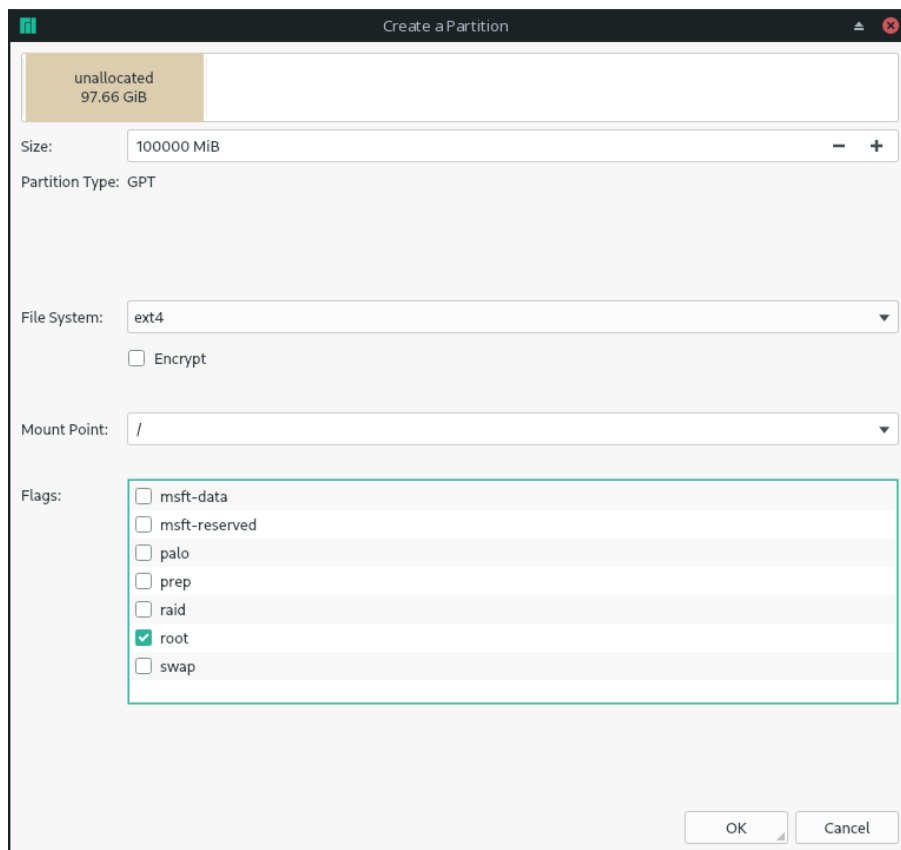 Create a Partition
unallocated
97.66 GiB
Size: 100000 MiB
Partition Type: GPT
File System: ext4
Encrypt
Mount Point: /
Flags: msft-data
msft-reserved
palo
prep
raid
root
swap
OK Cancel